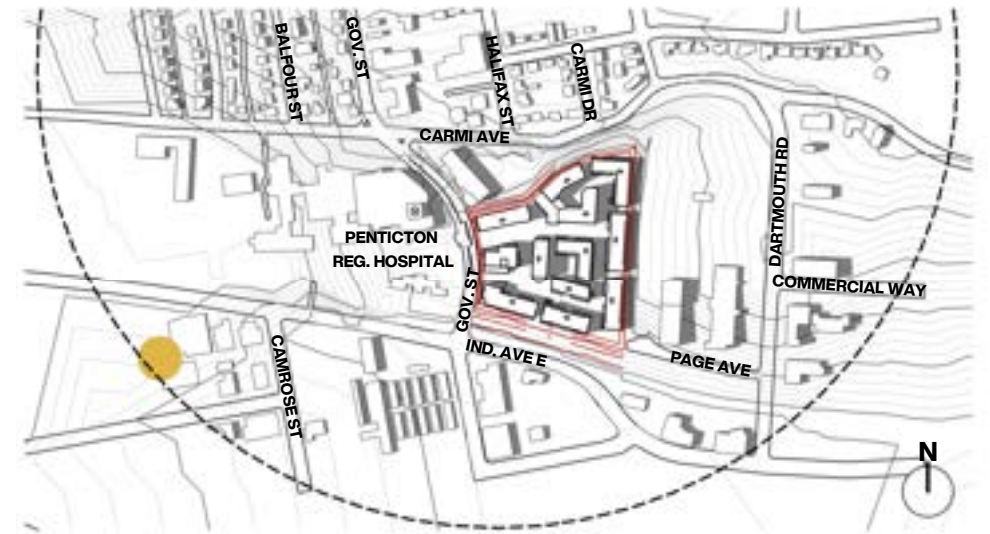 BALFOUR ST
GOV. ST
HALIFAX ST
CARMI DR
CARMI AVE
DARTMOUTH RD
PENTICTON
REG. HOSPITAL
GOV. ST
COMMERCIAL WAY
IND. AVE E
PAGE AVE
CAMROSE ST
N